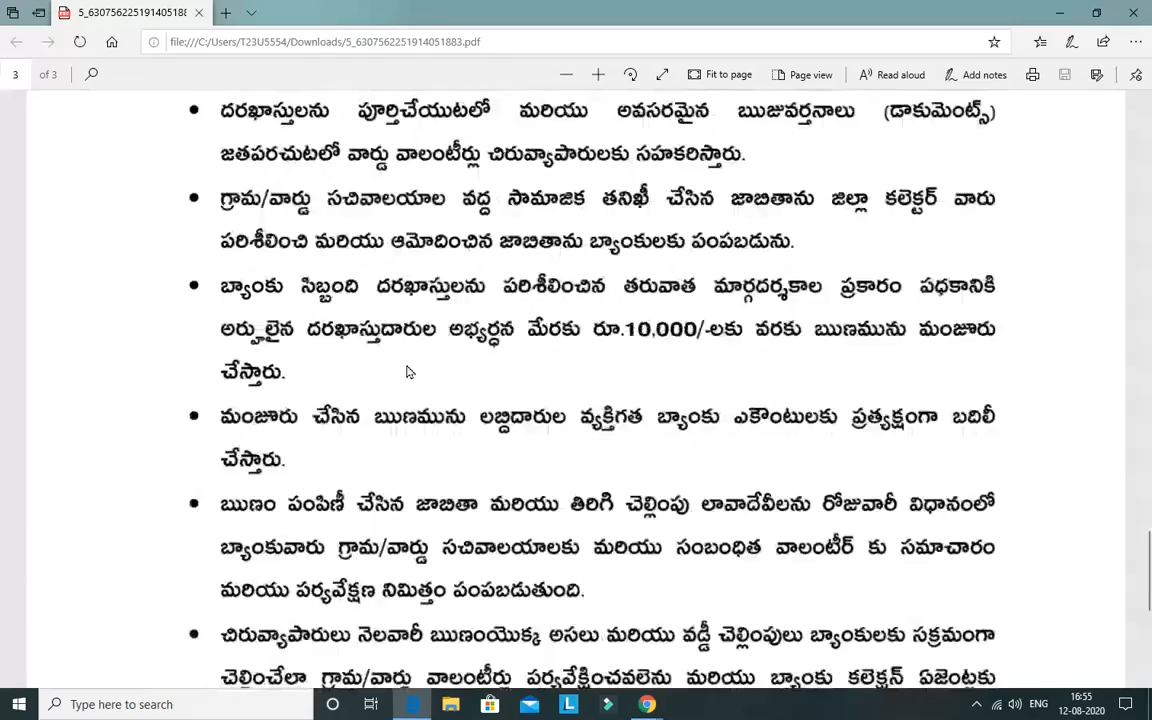 5_6307562251914051883
file:///C:/Users/T23U5554/Downloads/5_6307562251914051883.pdf
3 of 3 Fit to page Page view Read aloud Add notes
దరఖాస్తులను పూర్తిచేయుటలో మరియు అవసరమైన ఋజువర్తనాలు (డాకుమెంట్స్)
జతపరచుటలో వార్డు వాలంటీర్లు చిరువ్యాపారులకు సహకరిస్తారు.
గ్రామ/వార్డు సచివాలయాల వద్ద సామాజిక తనిఖీ చేసిన జాబితాను జిల్లా కలెక్టర్ వారు
పరిశీలించి మరియు ఆమోదించిన జాబితాను బ్యాంకులకు పంపబడును.
బ్యాంకు సిబ్బంది దరఖాస్తులను పరిశీలించిన తరువాత మార్గదర్శకాల ప్రకారం పధకానికి
అర్హులైన దరఖాస్తుదారుల అభ్యర్ధన మేరకు రూ.10,000/-లకు వరకు ఋణమును మంజూరు
చేస్తారు.
మంజూరు చేసిన ఋణమును లబ్దిదారుల వ్యక్తిగత బ్యాంకు ఎకౌంటులకు ప్రత్యక్షంగా బదిలీ
చేస్తారు.
ఋణం పంపిణీ చేసిన జాబితా మరియు తిరిగి చెల్లింపు లావాదేవీలను రోజువారీ విధానంలో
బ్యాంకువారు గ్రామ/వార్డు సచివాలయాలకు మరియు సంబంధిత వాలంటీర్ కు సమాచారం
మరియు పర్యవేక్షణ నిమిత్తం పంపబడుతుంది.
చిరువ్యాపారులు నెలవారీ ఋణంయొక్క అసలు మరియు వడ్డీ చెల్లింపులు బ్యాంకులకు సక్రమంగా
చెల్లించేలా గ్రామ/వార్డు వాలంటీర్లు పర్యవేక్షించవలెను మరియు బ్యాంకు కలెక్షన్ ఏజెంట్లకు
Type here to search
ENG
16:55
12-08-2020